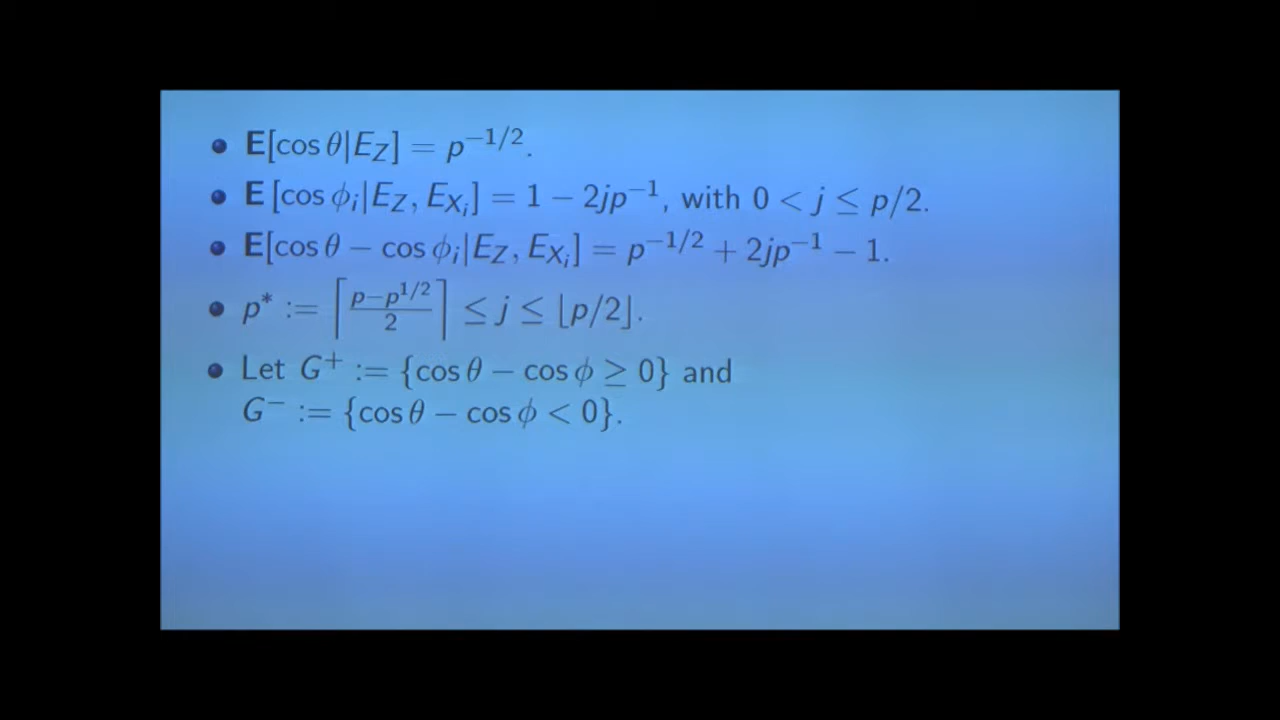 • E[cos θ|E_Z] = p^{-1/2}.
• E [cos ϕ_i|E_Z, E_{X_i}] = 1 − 2jp^{-1}, with 0 < j ≤ p/2.
• E[cos θ − cos ϕ_i|E_Z, E_{X_i}] = p^{-1/2} + 2jp^{-1} − 1.
• p* := ⌈(p−p^{1/2})/2⌉ ≤ j ≤ ⌊p/2⌋.
• Let G⁺ := {cos θ − cos ϕ ≥ 0} and
G⁻ := {cos θ − cos ϕ < 0}.